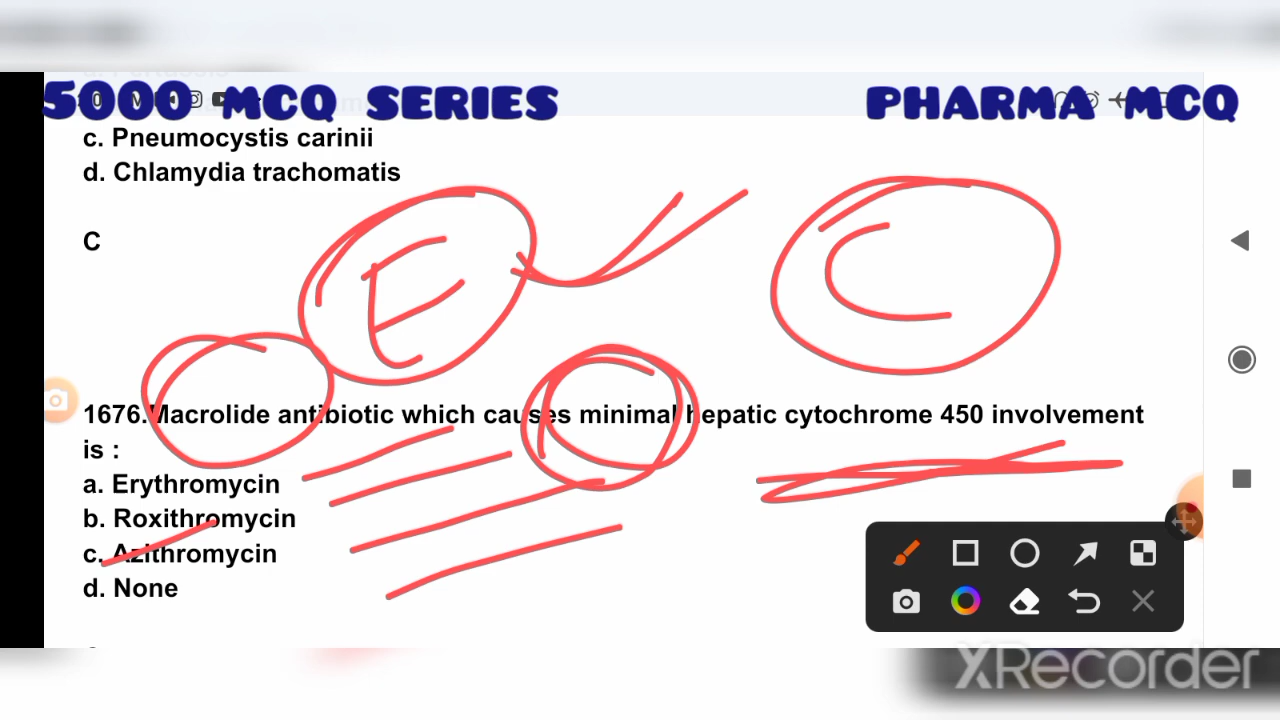 5000 MCQ SERIES PHARMA MCQ
c. Pneumocystis carinii
d. Chlamydia trachomatis
C
E C
1676.Macrolide antibiotic which causes minimal hepatic cytochrome 450 involvement
is :
a. Erythromycin
b. Roxithromycin
c. Azithromycin
d. None
XRecorder